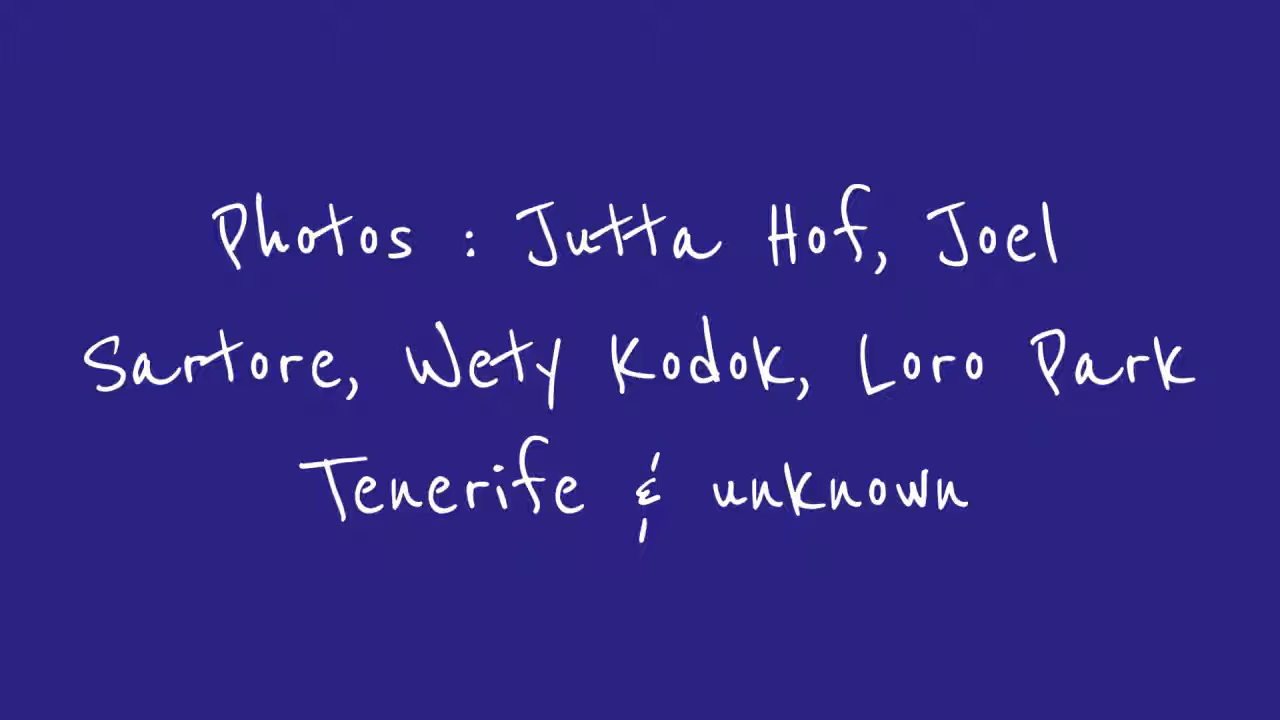 Photos : Jutta Hof, Joel
Sartore, Wety Kodok, Loro Park
Tenerife & unknown